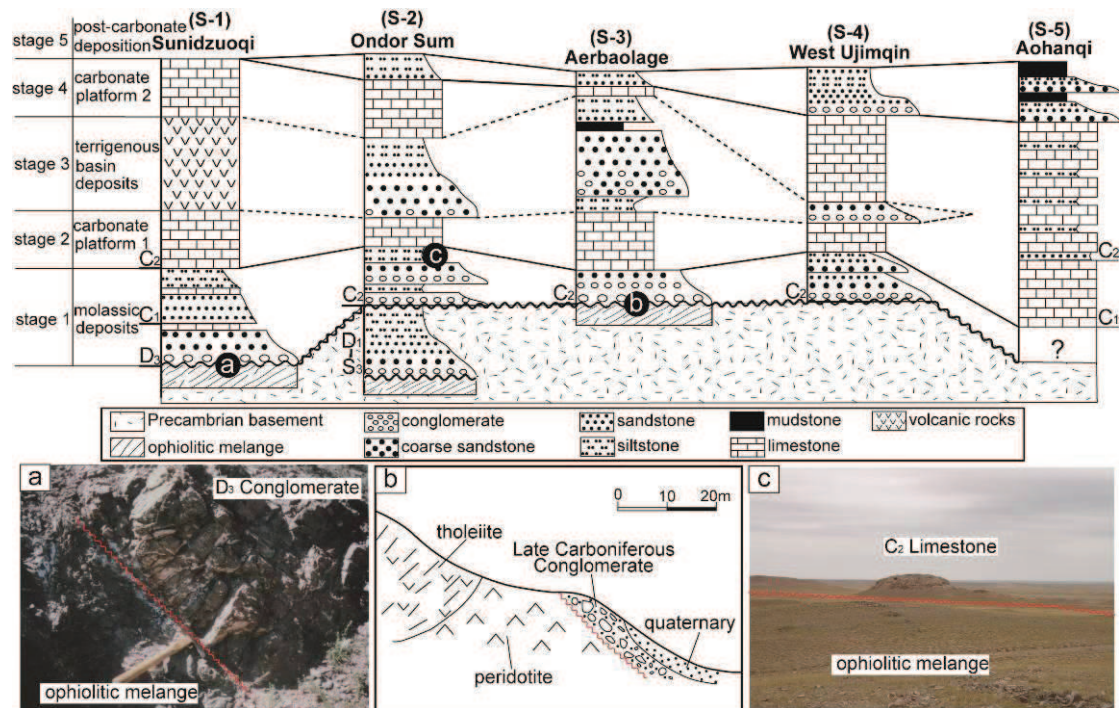 (S-1)
Sunidzuoqi
(S-2)
Ondor Sum
(S-3)
Aerbaolage
(S-4)
West Ujimqin
(S-5)
Aohanqi
stage 5
post-carbonate
deposition
stage 4
carbonate
platform 2
stage 3
terrigenous
basin
deposits
stage 2
carbonate
platform 1
stage 1
molassic
deposits
C2
C1
D3
a
C2
D1
S3
c
C2
b
C2
C2
C1
?
Precambrian basement
conglomerate
sandstone
mudstone
volcanic rocks
ophiolitic melange
coarse sandstone
siltstone
limestone
a
D3 Conglomerate
ophiolitic melange
b
0 10 20m
tholeiite
Late Carboniferous
Conglomerate
quaternary
peridotite
c
C2 Limestone
ophiolitic melange